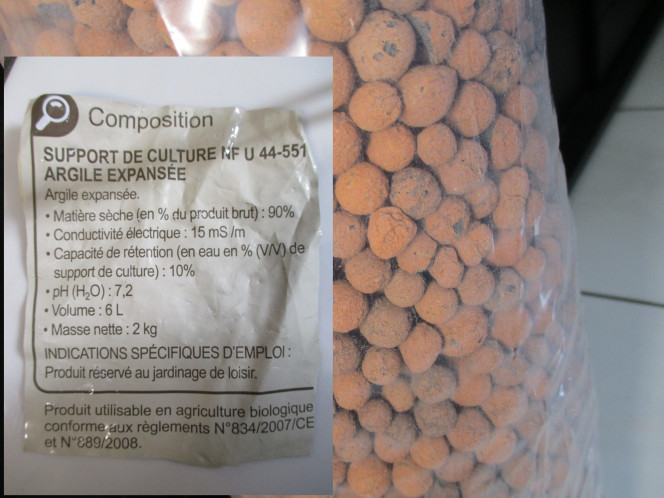 Composition
SUPPORT DE CULTURE NF U 44-551
ARGILE EXPANSÉE
Argile expansée.
• Matière sèche (en % du produit brut) : 90%
• Conductivité électrique : 15 mS /m
• Capacité de rétention (en eau en % (V/V) de
support de culture) : 10%
• pH (H₂O) : 7,2
• Volume : 6 L
• Masse nette : 2 kg
INDICATIONS SPÉCIFIQUES D'EMPLOI :
Produit réservé au jardinage de loisir.
Produit utilisable en agriculture biologique
conforme aux règlements N°834/2007/CE
et N°889/2008.